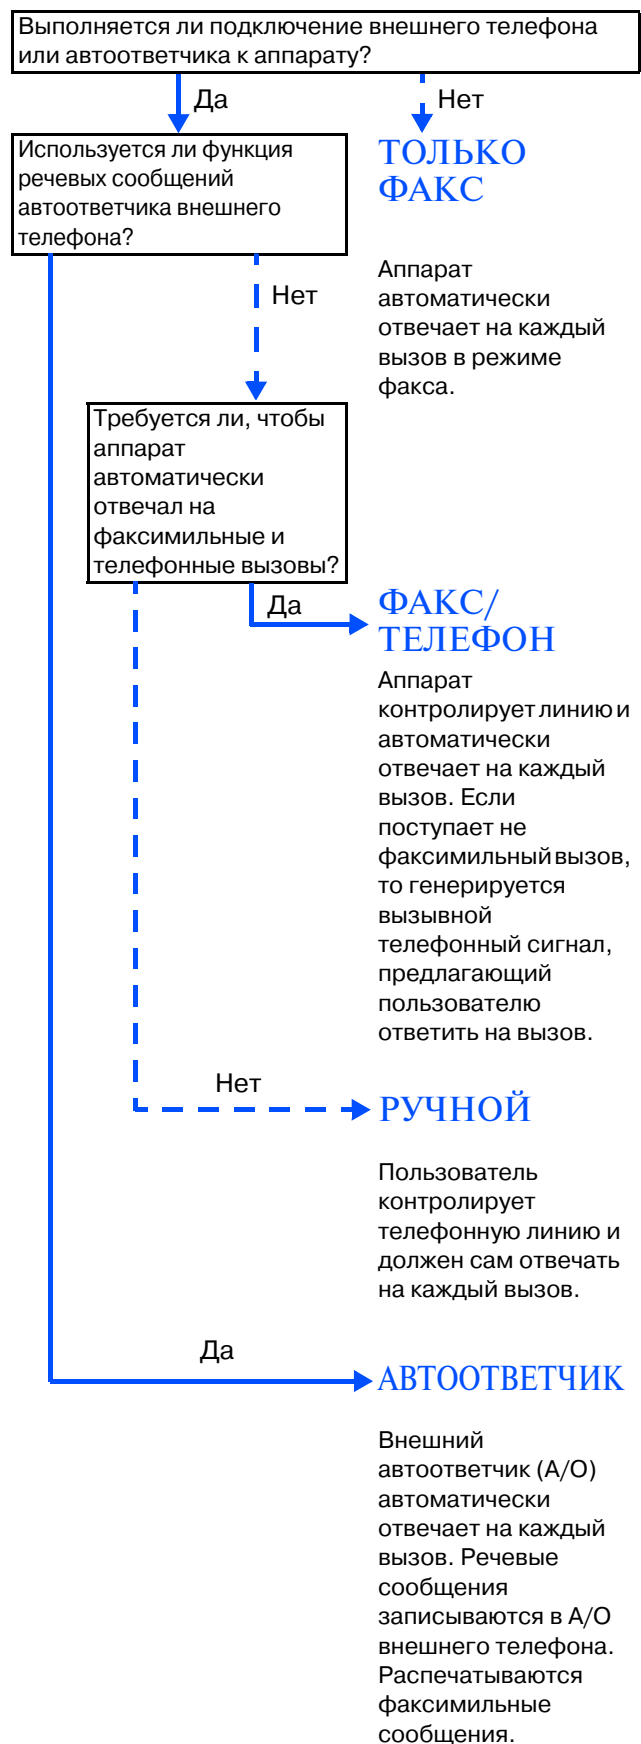 Выполняется ли подключение внешнего телефона
или автоответчика к аппарату?
Да
Нет
Используется ли функция
речевых сообщений
автоответчика внешнего
телефона?
ТОЛЬКО
ФАКС
Аппарат
автоматически
отвечает на каждый
вызов в режиме
факса.
Нет
Требуется ли, чтобы
аппарат
автоматически
отвечал на
факсимильные и
телефонные вызовы?
Да
ФАКС/
ТЕЛЕФОН
Аппарат
контролирует линию и
автоматически
отвечает на каждый
вызов. Если
поступает не
факсимильный вызов,
то генерируется
вызывной
телефонный сигнал,
предлагающий
пользователю
ответить на вызов.
Нет
РУЧНОЙ
Пользователь
контролирует
телефонную линию и
должен сам отвечать
на каждый вызов.
Да
АВТООТВЕТЧИК
Внешний
автоответчик (А/О)
автоматически
отвечает на каждый
вызов. Речевые
сообщения
записываются в А/О
внешнего телефона.
Распечатываются
факсимильные
сообщения.